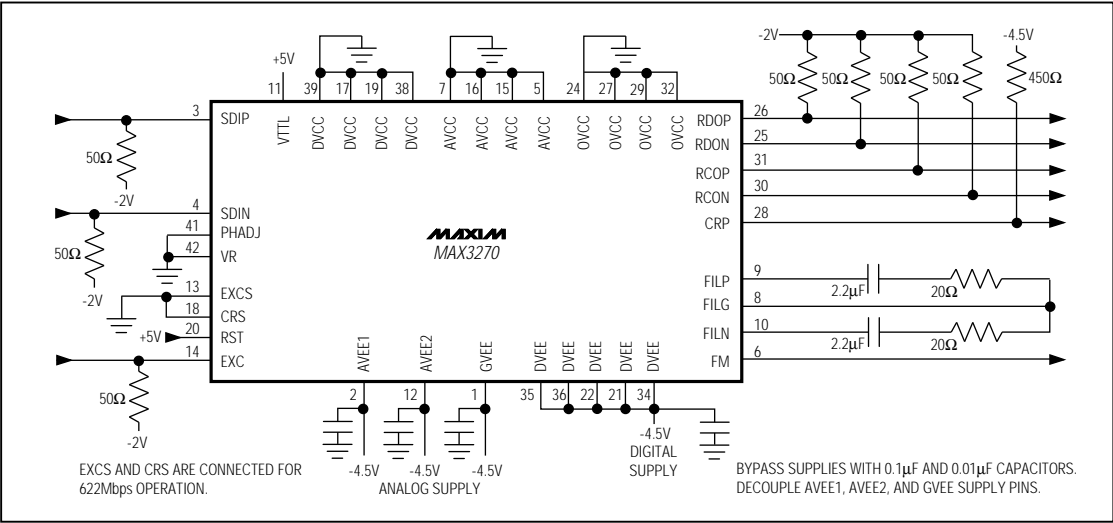 -2V
-4.5V
50Ω 50Ω 50Ω 50Ω 450Ω
+5V
11 39 17 19 38 7 16 15 5 24 27 29 32
VTTL DVCC DVCC DVCC DVCC AVCC AVCC AVCC AVCC OVCC OVCC OVCC OVCC
3 SDIP
50Ω
-2V
4 SDIN
50Ω
-2V
41 PHADJ
42 VR
13 EXCS
18 CRS
+5V 20 RST
14 EXC
50Ω
-2V
MAXIM
MAX3270
RDOP 26
RDON 25
RCOP 31
RCON 30
CRP 28
FILP 9
2.2µF 20Ω
FILG 8
FILN 10
2.2µF 20Ω
FM 6
AVEE1 AVEE2 GVEE DVEE DVEE DVEE DVEE DVEE
2 12 1 35 36 22 21 34
-4.5V -4.5V -4.5V
ANALOG SUPPLY
-4.5V
DIGITAL
SUPPLY
EXCS AND CRS ARE CONNECTED FOR
622Mbps OPERATION.
BYPASS SUPPLIES WITH 0.1µF AND 0.01µF CAPACITORS.
DECOUPLE AVEE1, AVEE2, AND GVEE SUPPLY PINS.